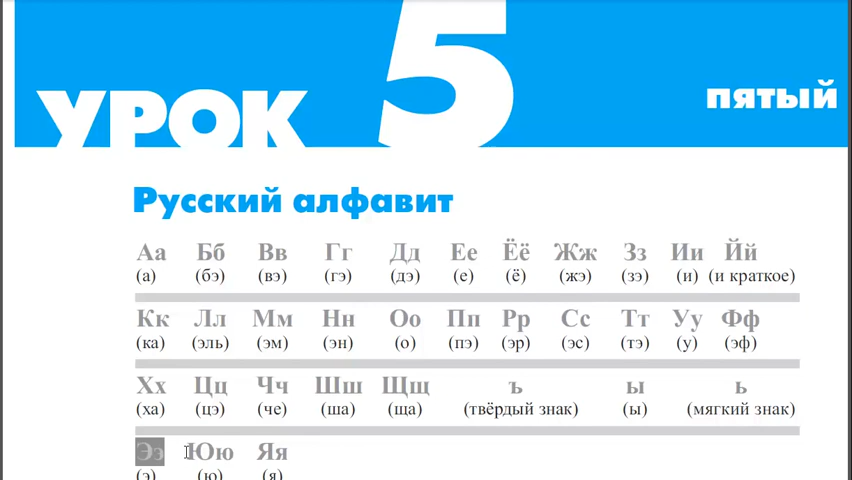 УРОК 5 пятый
Русский алфавит
Аа Бб Вв Гг Дд Ее Ёё Жж Зз Ии Йй
(а) (бэ) (вэ) (гэ) (дэ) (е) (ё) (жэ) (зэ) (и) (и краткое)
Кк Лл Мм Нн Оо Пп Рр Сс Тт Уу Фф
(ка) (эль) (эм) (эн) (о) (пэ) (эр) (эс) (тэ) (у) (эф)
Хх Цц Чч Шш Щщ ъ ы ь
(ха) (цэ) (че) (ша) (ща) (твёрдый знак) (ы) (мягкий знак)
Ээ Юю Яя
(э) (ю) (я)